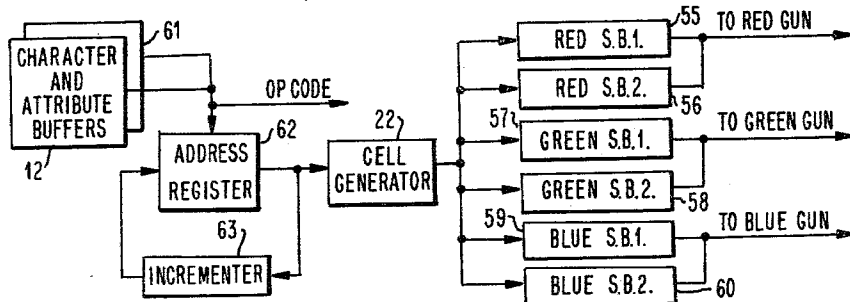 61
CHARACTER
AND
ATTRIBUTE
BUFFERS
12
OP CODE
ADDRESS
REGISTER
62
63
INCREMENTER
22
CELL
GENERATOR
55
RED S.B.1.
TO RED GUN
RED S.B.2.
56
57
GREEN S.B.1.
TO GREEN GUN
GREEN S.B.2.
58
59
BLUE S.B.1.
TO BLUE GUN
BLUE S.B.2.
60